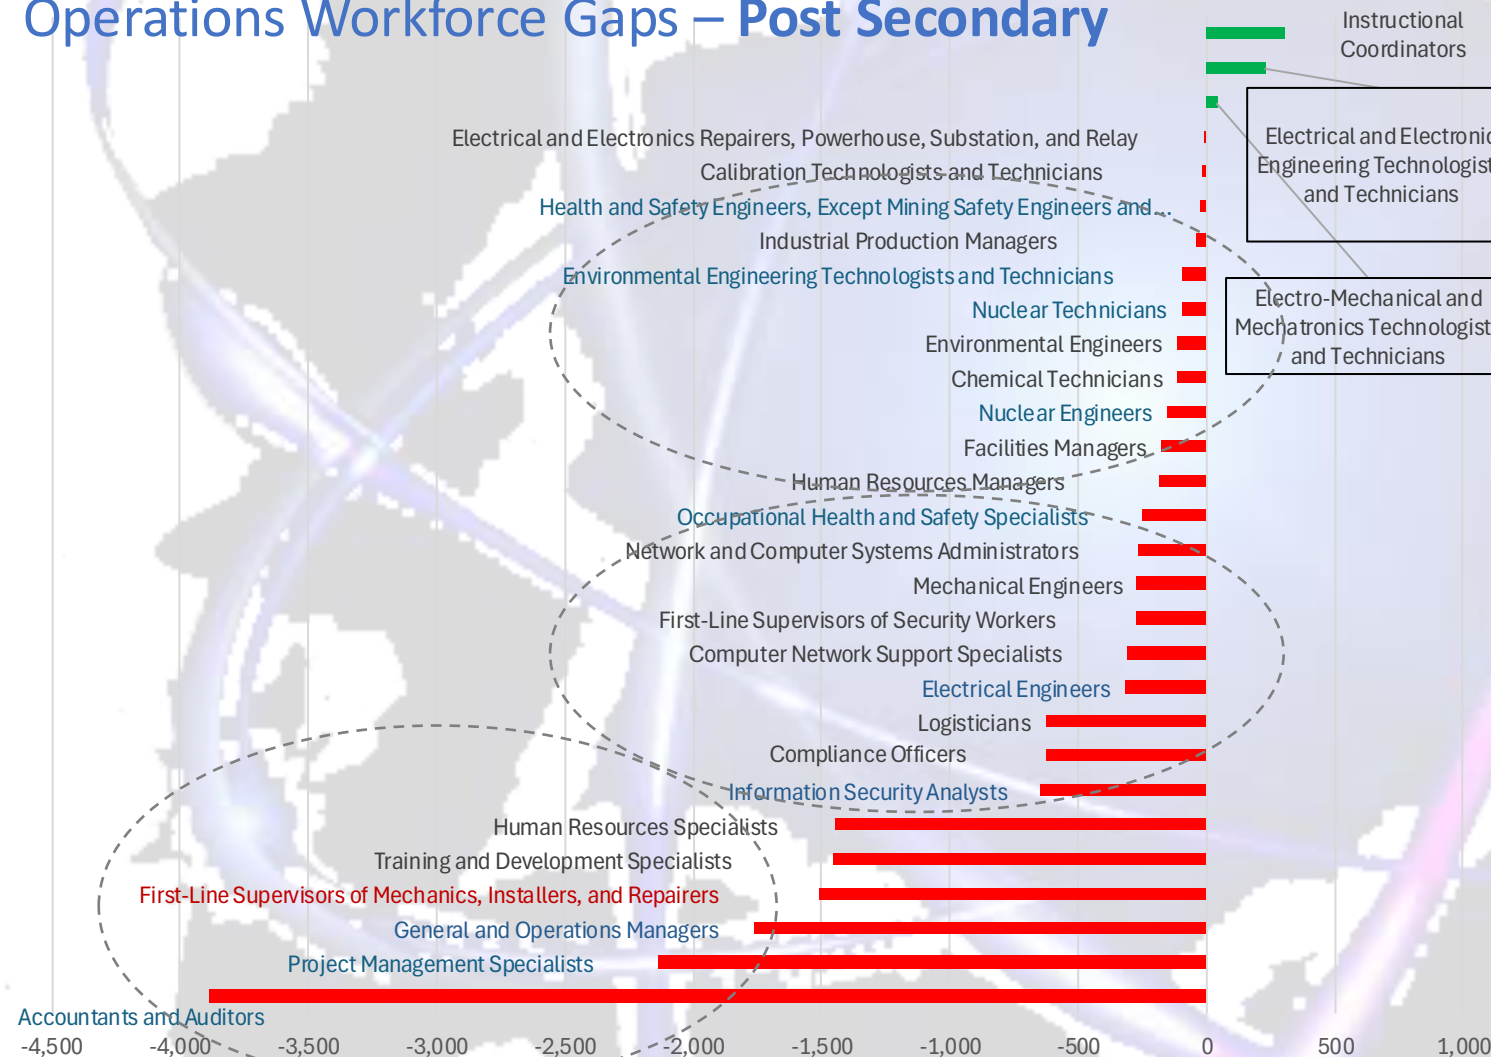 Operations Workforce Gaps – Post Secondary
Instructional
Coordinators
Electrical and Electronic
Engineering Technologist
and Technicians
Electro-Mechanical and
Mechatronics Technologist
and Technicians
Electrical and Electronics Repairers, Powerhouse, Substation, and Relay
Calibration Technologists and Technicians
Health and Safety Engineers, Except Mining Safety Engineers and…
Industrial Production Managers
Environmental Engineering Technologists and Technicians
Nuclear Technicians
Environmental Engineers
Chemical Technicians
Nuclear Engineers
Facilities Managers
Human Resources Managers
Occupational Health and Safety Specialists
Network and Computer Systems Administrators
Mechanical Engineers
First-Line Supervisors of Security Workers
Computer Network Support Specialists
Electrical Engineers
Logisticians
Compliance Officers
Information Security Analysts
Human Resources Specialists
Training and Development Specialists
First-Line Supervisors of Mechanics, Installers, and Repairers
General and Operations Managers
Project Management Specialists
Accountants and Auditors
-4,500 -4,000 -3,500 -3,000 -2,500 -2,000 -1,500 -1,000 -500 0 500 1,000